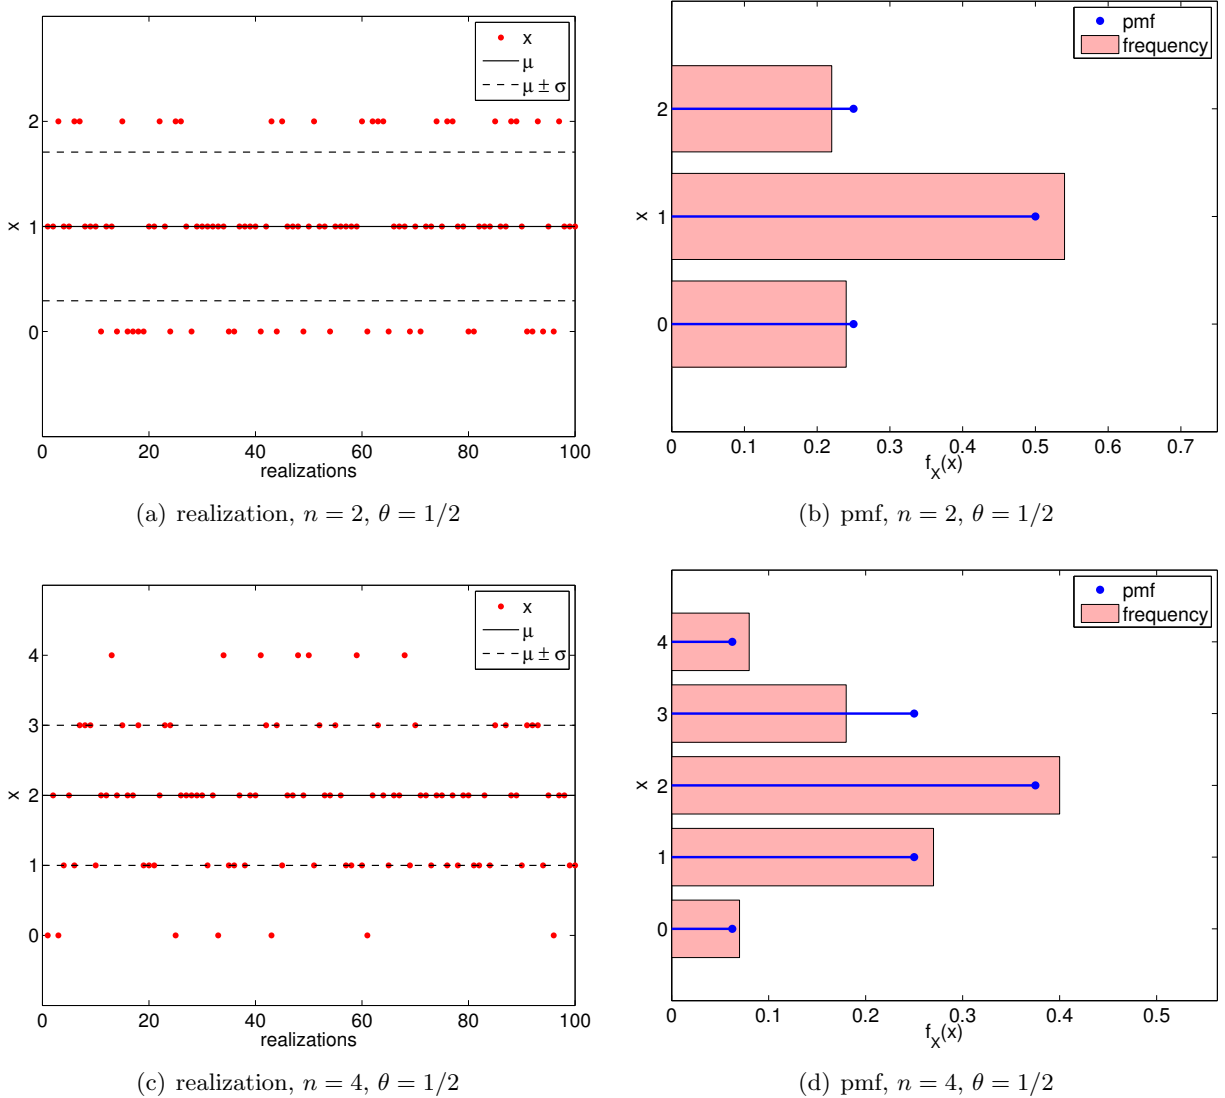 x
μ
μ ± σ
2
1
0
x
0 20 40 60 80 100
realizations
(a) realization, n = 2, θ = 1/2
pmf
frequency
2
1
0
x
0 0.1 0.2 0.3 0.4 0.5 0.6 0.7
f_X(x)
(b) pmf, n = 2, θ = 1/2
x
μ
μ ± σ
4
3
2
1
0
x
0 20 40 60 80 100
realizations
(c) realization, n = 4, θ = 1/2
pmf
frequency
4
3
2
1
0
x
0 0.1 0.2 0.3 0.4 0.5
f_X(x)
(d) pmf, n = 4, θ = 1/2